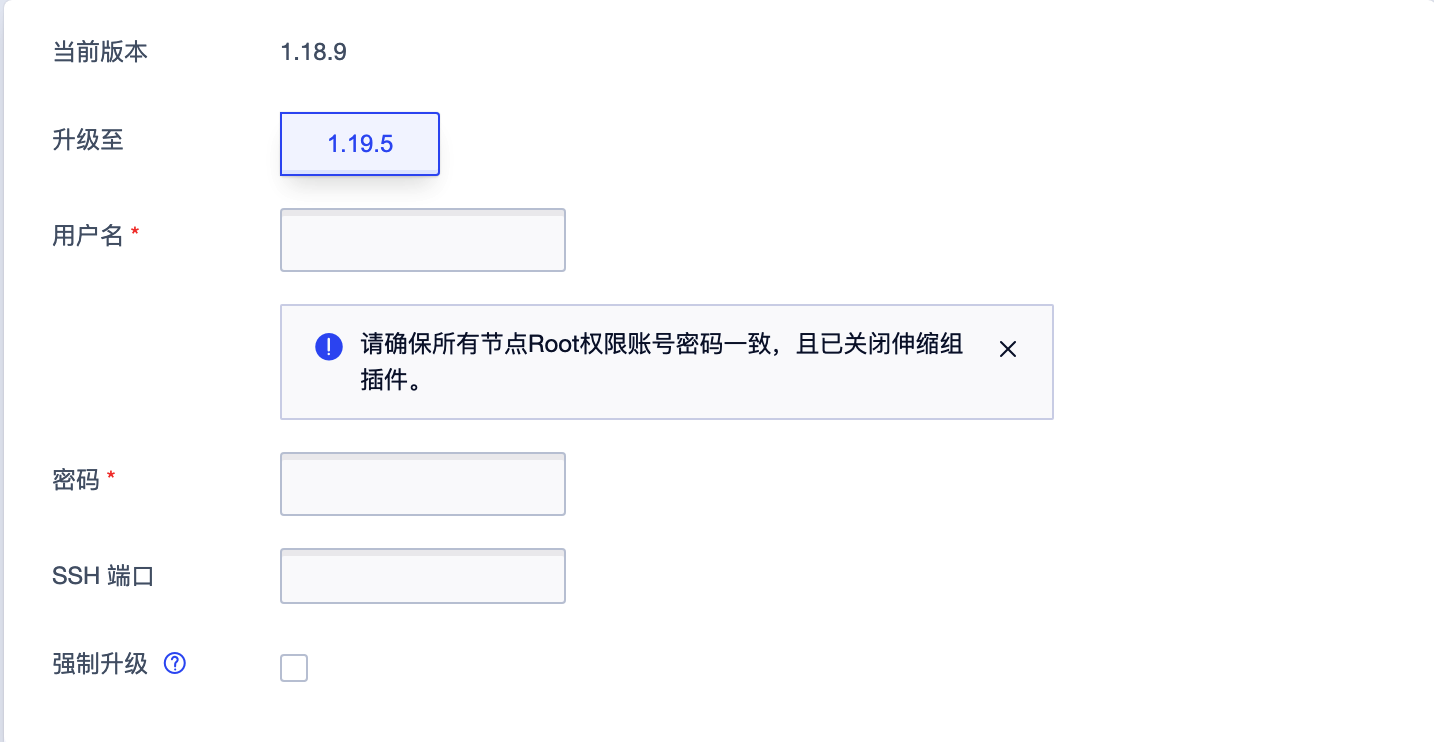 当前版本 1.18.9
升级至 1.19.5
用户名 *
请确保所有节点Root权限账号密码一致，且已关闭伸缩组
插件。
密码 *
SSH 端口
强制升级